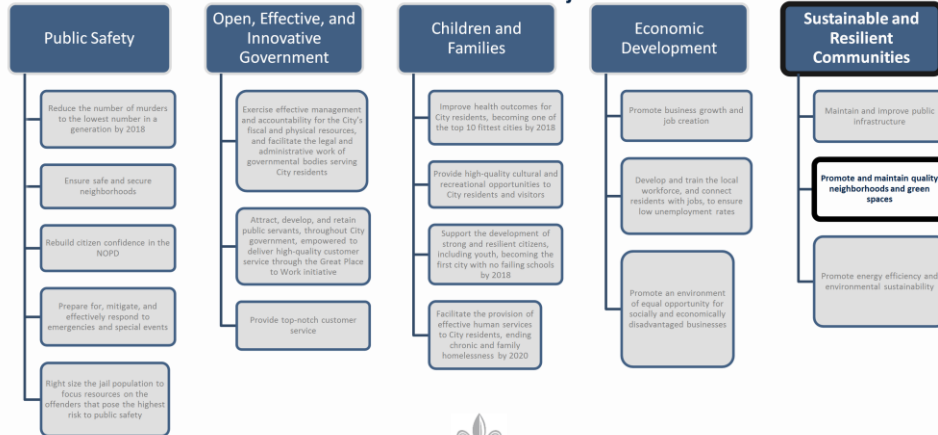 Public Safety
Reduce the number of murders
to the lowest number in a
generation by 2018
Ensure safe and secure
neighborhoods
Rebuild citizen confidence in the
NOPD
Prepare for, mitigate, and
effectively respond to
emergencies and special events
Right size the jail population to
focus resources on the
offenders that pose the highest
risk to public safety
Open, Effective, and
Innovative
Government
Exercise effective management
and accountability for the City's
fiscal and physical resources,
and facilitate the legal and
administrative work of
governmental bodies serving
City residents
Attract, develop, and retain
public servants, throughout City
government, empowered to
deliver high-quality customer
service through the Great Place
to Work initiative
Provide top-notch customer
service
Children and
Families
Improve health outcomes for
City residents, becoming one of
the top 10 fittest cities by 2018
Provide high-quality cultural and
recreational opportunities to
City residents and visitors
Support the development of
strong and resilient citizens,
including youth, becoming the
first city with no failing schools
by 2018
Facilitate the provision of
effective human services to
City residents, ending
chronic and family
homelessness by 2020
Economic
Development
Promote business growth and
job creation
Develop and train the local
workforce, and connect
residents with jobs, to ensure
low unemployment rates
Promote an environment
of equal opportunity for
socially and economically
disadvantaged businesses
Sustainable and
Resilient
Communities
Maintain and improve public
infrastructure
Promote and maintain quality
neighborhoods and green
spaces
Promote energy efficiency and
environmental sustainability